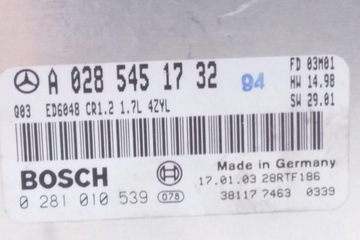 A 028 545 17 32 94
FD 03M01
HW 14.98
SW 29.01
Q03 ED6048 CR1.2 1.7L 4ZYL
BOSCH
Made in Germany
17.01.03 28RTF186
0 281 010 539 078
38117 7463 0339